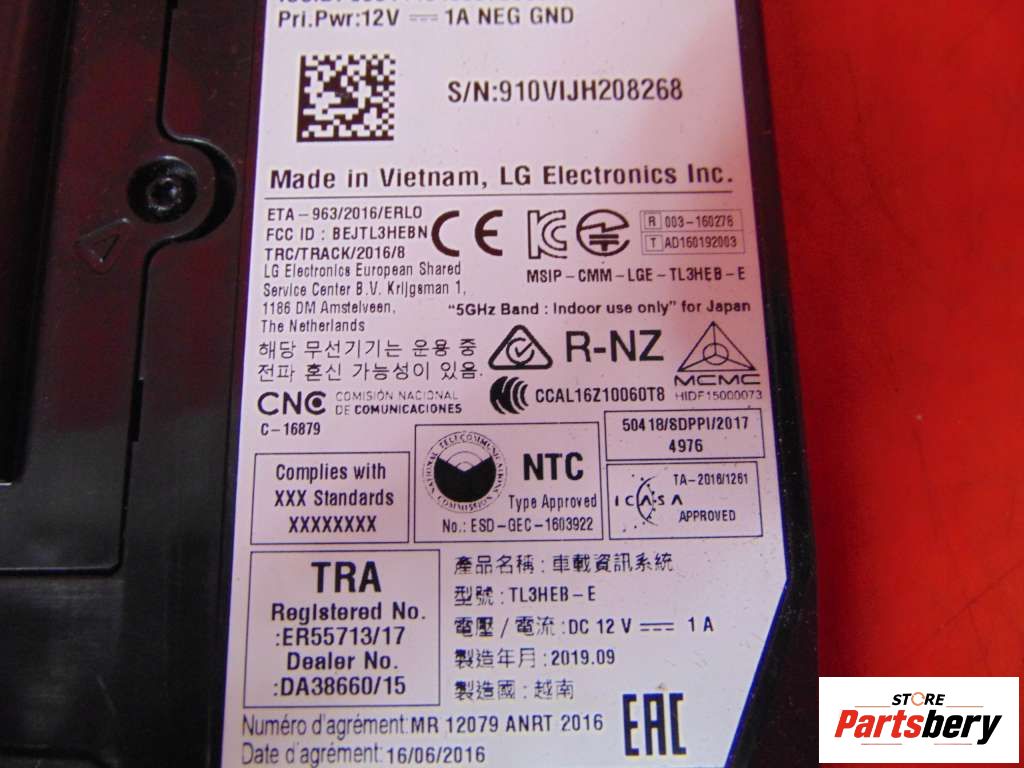 Pri.Pwr:12V ⎓ 1A NEG GND
S/N:910VIJH208268
Made in Vietnam, LG Electronics Inc.
ETA-963/2016/ERLO
FCC ID : BEJTL3HEBN
TRC/TRACK/2016/8
LG Electronics European Shared
Service Center B.V. Krijgsman 1,
1186 DM Amstelveen,
The Netherlands
CE
R 003-160278
T AD160192003
MSIP-CMM-LGE-TL3HEB-E
"5GHz Band : Indoor use only" for Japan
해당 무선기기는 운용 중
전파 혼신 가능성이 있음.
R-NZ
MCMC
HIDF15000073
CNC COMISIÓN NACIONAL
DE COMUNICACIONES
C-16879
CCAL16Z10060T8
50418/SDPPI/2017
4976
Complies with
XXX Standards
XXXXXXXX
NATIONAL TELECOMMUNICATIONS COMMISSION
NTC
Type Approved
No.: ESD-GEC-1603922
ICASA
TA-2016/1261
APPROVED
TRA
Registered No.
:ER55713/17
Dealer No.
:DA38660/15
產品名稱 : 車載資訊系統
型號 : TL3HEB-E
電壓 / 電流 : DC 12 V ⎓ 1 A
製造年月 : 2019.09
製造國 : 越南
Numéro d'agrément: MR 12079 ANRT 2016
Date d'agrément: 16/06/2016
EAC
STORE
Partsbery